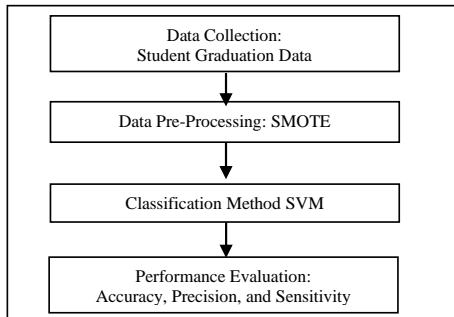 Data Collection:
Student Graduation Data
Data Pre-Processing: SMOTE
Classification Method SVM
Performance Evaluation:
Accuracy, Precision, and Sensitivity